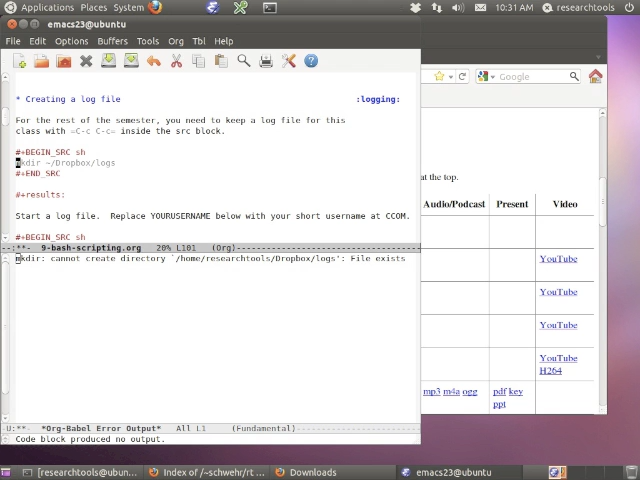 Applications Places System
10:31 AM researchtools
emacs23@ubuntu
File Edit Options Buffers Tools Org Tbl Help
Google
* Creating a log file :logging:
For the rest of the semester, you need to keep a log file for this
class with =C-c C-c= inside the src block.
#+BEGIN_SRC sh
mkdir ~/Dropbox/logs
#+END_SRC
#+results:
Start a log file. Replace YOURUSERNAME below with your short username at CCOM.
#+BEGIN_SRC sh
--:**- 9-bash-scripting.org 20% L101 (Org)
mkdir: cannot create directory `/home/researchtools/Dropbox/logs': File exists
-U:**- *Org-Babel Error Output* All L1 (Fundamental)
Code block produced no output.
at the top.
Audio/Podcast Present Video
YouTube
YouTube
YouTube
YouTube
H264
mp3 m4a ogg pdf key
ppt
[researchtools@ubun... Index of /~schwehr/rt ... Downloads emacs23@ubuntu